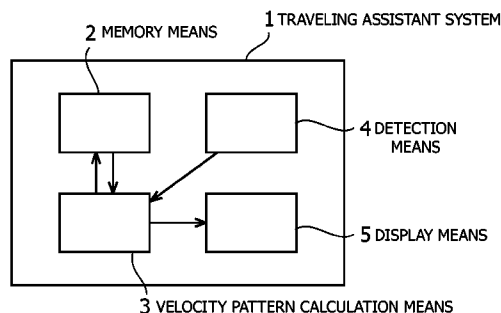 1 TRAVELING ASSISTANT SYSTEM
2 MEMORY MEANS
4 DETECTION
MEANS
5 DISPLAY MEANS
3 VELOCITY PATTERN CALCULATION MEANS